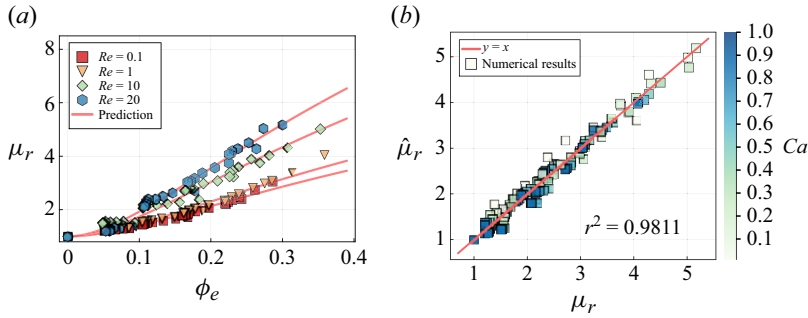 (a)
8
6
4
2
μr
Re = 0.1
Re = 1
Re = 10
Re = 20
Prediction
0
0.1
0.2
0.3
0.4
ϕe
(b)
5
4
3
2
1
μ̂r
y = x
Numerical results
r² = 0.9811
1
2
3
4
5
μr
1.0
0.9
0.8
0.7
0.6
0.5
0.4
0.3
0.2
0.1
Ca